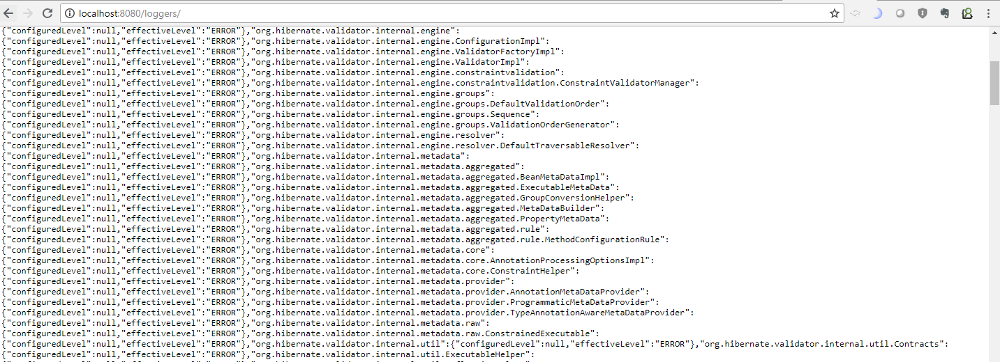 localhost:8080/loggers/
{"configuredLevel":null,"effectiveLevel":"ERROR"},"org.hibernate.validator.internal.engine":
{"configuredLevel":null,"effectiveLevel":"ERROR"},"org.hibernate.validator.internal.engine.ConfigurationImpl":
{"configuredLevel":null,"effectiveLevel":"ERROR"},"org.hibernate.validator.internal.engine.ValidatorFactoryImpl":
{"configuredLevel":null,"effectiveLevel":"ERROR"},"org.hibernate.validator.internal.engine.ValidatorImpl":
{"configuredLevel":null,"effectiveLevel":"ERROR"},"org.hibernate.validator.internal.engine.constraintvalidation":
{"configuredLevel":null,"effectiveLevel":"ERROR"},"org.hibernate.validator.internal.engine.constraintvalidation.ConstraintValidatorManager":
{"configuredLevel":null,"effectiveLevel":"ERROR"},"org.hibernate.validator.internal.engine.groups":
{"configuredLevel":null,"effectiveLevel":"ERROR"},"org.hibernate.validator.internal.engine.groups.DefaultValidationOrder":
{"configuredLevel":null,"effectiveLevel":"ERROR"},"org.hibernate.validator.internal.engine.groups.Sequence":
{"configuredLevel":null,"effectiveLevel":"ERROR"},"org.hibernate.validator.internal.engine.groups.ValidationOrderGenerator":
{"configuredLevel":null,"effectiveLevel":"ERROR"},"org.hibernate.validator.internal.engine.resolver":
{"configuredLevel":null,"effectiveLevel":"ERROR"},"org.hibernate.validator.internal.engine.resolver.DefaultTraversableResolver":
{"configuredLevel":null,"effectiveLevel":"ERROR"},"org.hibernate.validator.internal.metadata":
{"configuredLevel":null,"effectiveLevel":"ERROR"},"org.hibernate.validator.internal.metadata.aggregated":
{"configuredLevel":null,"effectiveLevel":"ERROR"},"org.hibernate.validator.internal.metadata.aggregated.BeanMetaDataImpl":
{"configuredLevel":null,"effectiveLevel":"ERROR"},"org.hibernate.validator.internal.metadata.aggregated.ExecutableMetaData":
{"configuredLevel":null,"effectiveLevel":"ERROR"},"org.hibernate.validator.internal.metadata.aggregated.GroupConversionHelper":
{"configuredLevel":null,"effectiveLevel":"ERROR"},"org.hibernate.validator.internal.metadata.aggregated.MetaDataBuilder":
{"configuredLevel":null,"effectiveLevel":"ERROR"},"org.hibernate.validator.internal.metadata.aggregated.PropertyMetaData":
{"configuredLevel":null,"effectiveLevel":"ERROR"},"org.hibernate.validator.internal.metadata.aggregated.rule":
{"configuredLevel":null,"effectiveLevel":"ERROR"},"org.hibernate.validator.internal.metadata.aggregated.rule.MethodConfigurationRule":
{"configuredLevel":null,"effectiveLevel":"ERROR"},"org.hibernate.validator.internal.metadata.core":
{"configuredLevel":null,"effectiveLevel":"ERROR"},"org.hibernate.validator.internal.metadata.core.AnnotationProcessingOptionsImpl":
{"configuredLevel":null,"effectiveLevel":"ERROR"},"org.hibernate.validator.internal.metadata.core.ConstraintHelper":
{"configuredLevel":null,"effectiveLevel":"ERROR"},"org.hibernate.validator.internal.metadata.provider":
{"configuredLevel":null,"effectiveLevel":"ERROR"},"org.hibernate.validator.internal.metadata.provider.AnnotationMetaDataProvider":
{"configuredLevel":null,"effectiveLevel":"ERROR"},"org.hibernate.validator.internal.metadata.provider.ProgrammaticMetaDataProvider":
{"configuredLevel":null,"effectiveLevel":"ERROR"},"org.hibernate.validator.internal.metadata.provider.TypeAnnotationAwareMetaDataProvider":
{"configuredLevel":null,"effectiveLevel":"ERROR"},"org.hibernate.validator.internal.metadata.raw":
{"configuredLevel":null,"effectiveLevel":"ERROR"},"org.hibernate.validator.internal.metadata.raw.ConstrainedExecutable":
{"configuredLevel":null,"effectiveLevel":"ERROR"},"org.hibernate.validator.internal.util":{"configuredLevel":null,"effectiveLevel":"ERROR"},"org.hibernate.validator.internal.util.Contracts":
{"configuredLevel":null,"effectiveLevel":"ERROR"},"org.hibernate.validator.internal.util.ExecutableHelper":